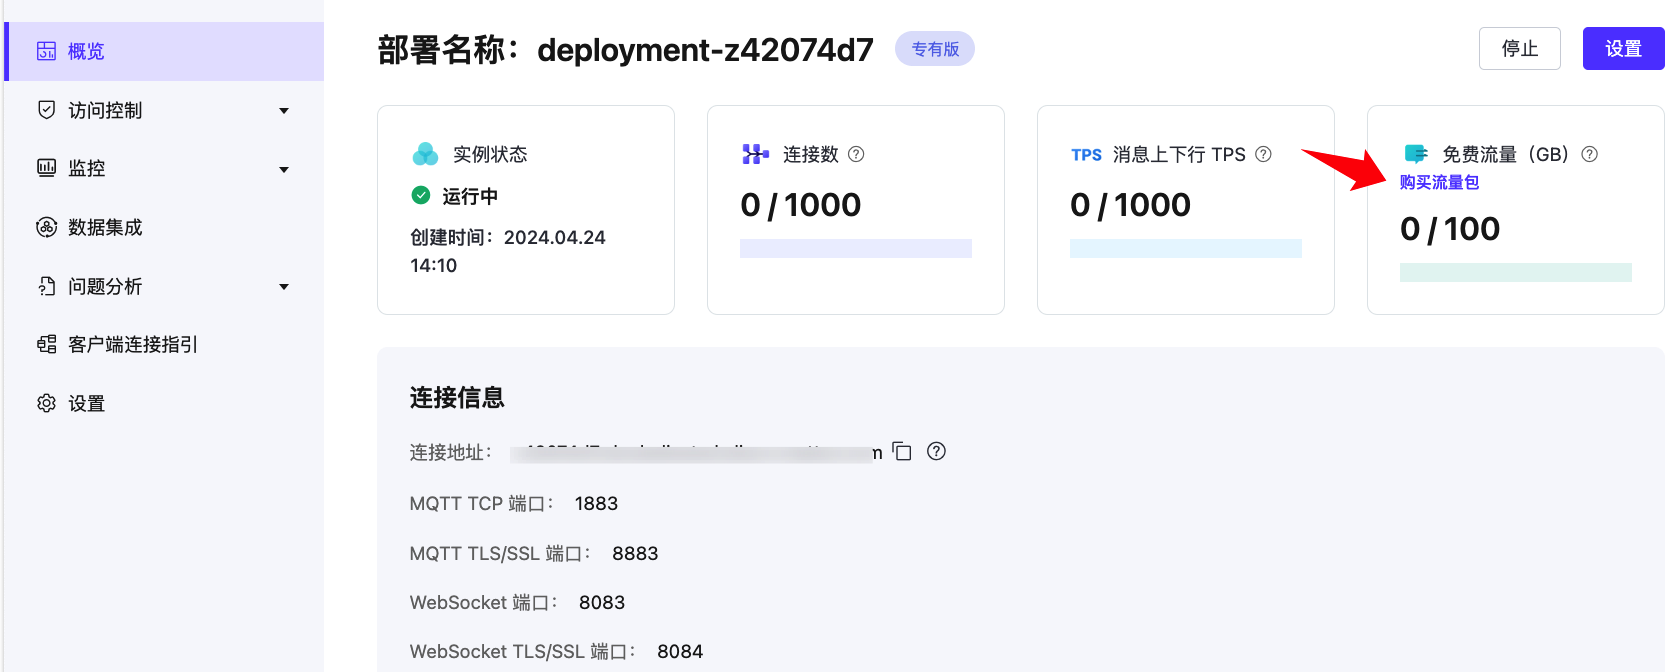 概览
访问控制
监控
数据集成
问题分析
客户端连接指引
设置
部署名称：deployment-z42074d7 专有版
停止
设置
实例状态
运行中
创建时间：2024.04.24
14:10
连接数
0 / 1000
TPS 消息上下行 TPS
0 / 1000
免费流量（GB）
购买流量包
0 / 100
连接信息
连接地址：
MQTT TCP 端口： 1883
MQTT TLS/SSL 端口： 8883
WebSocket 端口： 8083
WebSocket TLS/SSL 端口： 8084